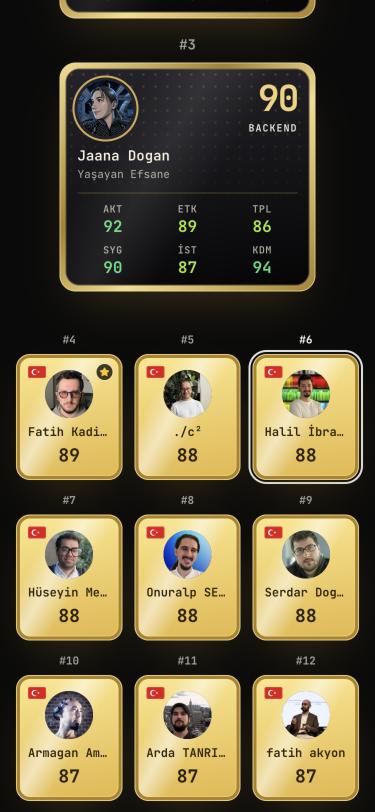 #3
90
BACKEND
Jaana Dogan
Yaşayan Efsane
AKT ETK TPL
92 89 86
SYG İST KDM
90 87 94
#4 #5 #6
Fatih Kadi… ./c² Halil İbra…
89 88 88
#7 #8 #9
Hüseyin Me… Onuralp SE… Serdar Dog…
88 88 88
#10 #11 #12
Armagan Am… Arda TANRI… fatih akyon
87 87 87